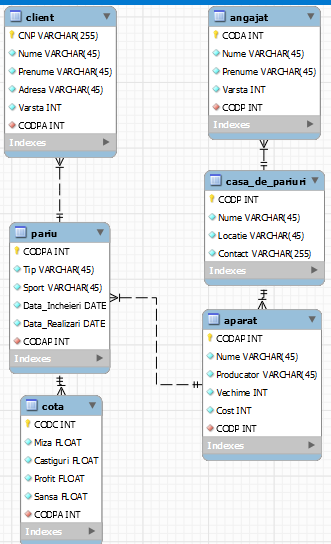 client
CNP VARCHAR(255)
Nume VARCHAR(45)
Prenume VARCHAR(45)
Adresa VARCHAR(45)
Varsta INT
CODPA INT
Indexes
angajat
CODA INT
Nume VARCHAR(45)
Prenume VARCHAR(45)
Varsta INT
CODP INT
Indexes
casa_de_pariuri
CODP INT
Nume VARCHAR(45)
Locatie VARCHAR(45)
Contact VARCHAR(255)
Indexes
pariu
CODPA INT
Tip VARCHAR(45)
Sport VARCHAR(45)
Data_Incheieri DATE
Data_Realizari DATE
CODAP INT
Indexes
aparat
CODAP INT
Nume VARCHAR(45)
Producator VARCHAR(45)
Vechime INT
Cost INT
CODP INT
Indexes
cota
CODC INT
Miza FLOAT
Castiguri FLOAT
Profit FLOAT
Sansa FLOAT
CODPA INT
Indexes